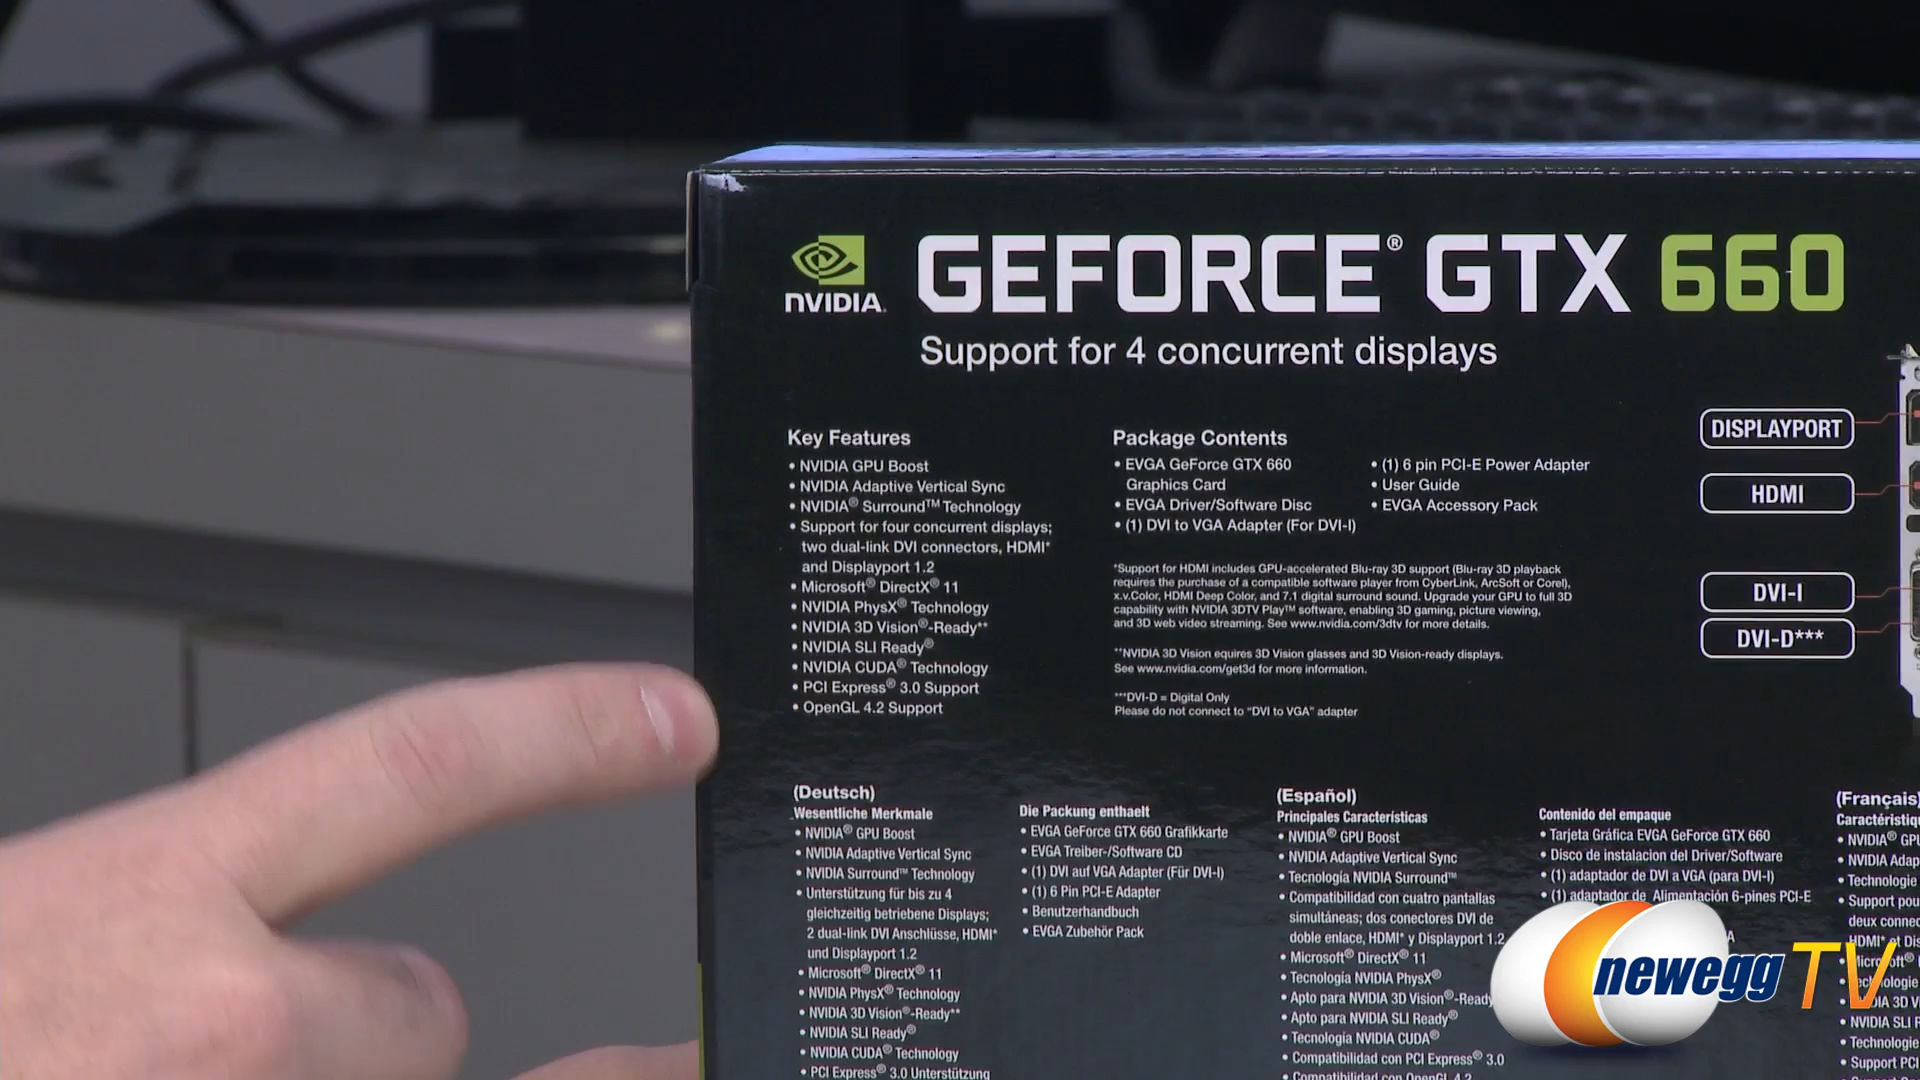 NVIDIA.
GEFORCE® GTX 660
Support for 4 concurrent displays
Key Features
• NVIDIA GPU Boost
• NVIDIA Adaptive Vertical Sync
• NVIDIA® Surround™ Technology
• Support for four concurrent displays;
two dual-link DVI connectors, HDMI*
and Displayport 1.2
• Microsoft® DirectX® 11
• NVIDIA PhysX® Technology
• NVIDIA 3D Vision®-Ready**
• NVIDIA SLI Ready®
• NVIDIA CUDA® Technology
• PCI Express® 3.0 Support
• OpenGL 4.2 Support
Package Contents
• EVGA GeForce GTX 660
Graphics Card
• EVGA Driver/Software Disc
• (1) DVI to VGA Adapter (For DVI-I)
• (1) 6 pin PCI-E Power Adapter
• User Guide
• EVGA Accessory Pack
*Support for HDMI includes GPU-accelerated Blu-ray 3D support (Blu-ray 3D playback
requires the purchase of a compatible software player from CyberLink, ArcSoft or Corel),
x.v.Color, HDMI Deep Color, and 7.1 digital surround sound. Upgrade your GPU to full 3D
capability with NVIDIA 3DTV Play™ software, enabling 3D gaming, picture viewing,
and 3D web video streaming. See www.nvidia.com/3dtv for more details.
**NVIDIA 3D Vision equires 3D Vision glasses and 3D Vision-ready displays.
See www.nvidia.com/get3d for more information.
***DVI-D = Digital Only
Please do not connect to "DVI to VGA" adapter
DISPLAYPORT
HDMI
DVI-I
DVI-D***
(Deutsch)
Wesentliche Merkmale
• NVIDIA® GPU Boost
• NVIDIA Adaptive Vertical Sync
• NVIDIA Surround™ Technology
• Unterstützung für bis zu 4
gleichzeitig betriebene Displays;
2 dual-link DVI Anschlüsse, HDMI*
und Displayport 1.2
• Microsoft® DirectX® 11
• NVIDIA PhysX® Technology
• NVIDIA 3D Vision®-Ready**
• NVIDIA SLI Ready®
• NVIDIA CUDA® Technology
• PCI Express® 3.0 Unterstützung
Die Packung enthaelt
• EVGA GeForce GTX 660 Grafikkarte
• EVGA Treiber-/Software CD
• (1) DVI auf VGA Adapter (Für DVI-I)
• (1) 6 Pin PCI-E Adapter
• Benutzerhandbuch
• EVGA Zubehör Pack
(Español)
Principales Características
• NVIDIA® GPU Boost
• NVIDIA Adaptive Vertical Sync
• Tecnología NVIDIA Surround™
• Compatibilidad con cuatro pantallas
simultáneas; dos conectores DVI de
doble enlace, HDMI* y Displayport 1.2
• Microsoft® DirectX® 11
• Tecnología NVIDIA PhysX®
• Apto para NVIDIA 3D Vision®-Ready
• Apto para NVIDIA SLI Ready®
• Tecnología NVIDIA CUDA®
• Compatibilidad con PCI Express® 3.0
• Compatibilidad con OpenGL 4.2
Contenido del empaque
• Tarjeta Gráfica EVGA GeForce GTX 660
• Disco de instalacion del Driver/Software
• (1) adaptador de DVI a VGA (para DVI-I)
• (1) adaptador de Alimentación 6-pines PCI-E
(Français)
• NVIDIA®
• NVIDIA
• Technologie
• Support
HDMI* et
• NVIDIA SLI
• Technologie
• Support PCI
newegg TV